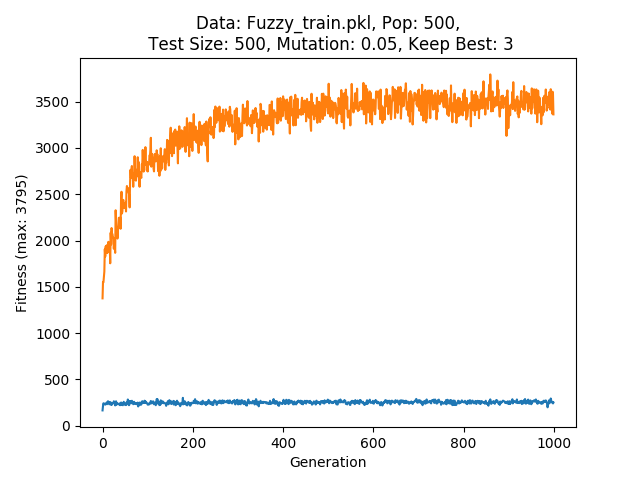 Data: Fuzzy_train.pkl, Pop: 500,
Test Size: 500, Mutation: 0.05, Keep Best: 3
Fitness (max: 3795)
3500
3000
2500
2000
1500
1000
500
0
0 200 400 600 800 1000
Generation